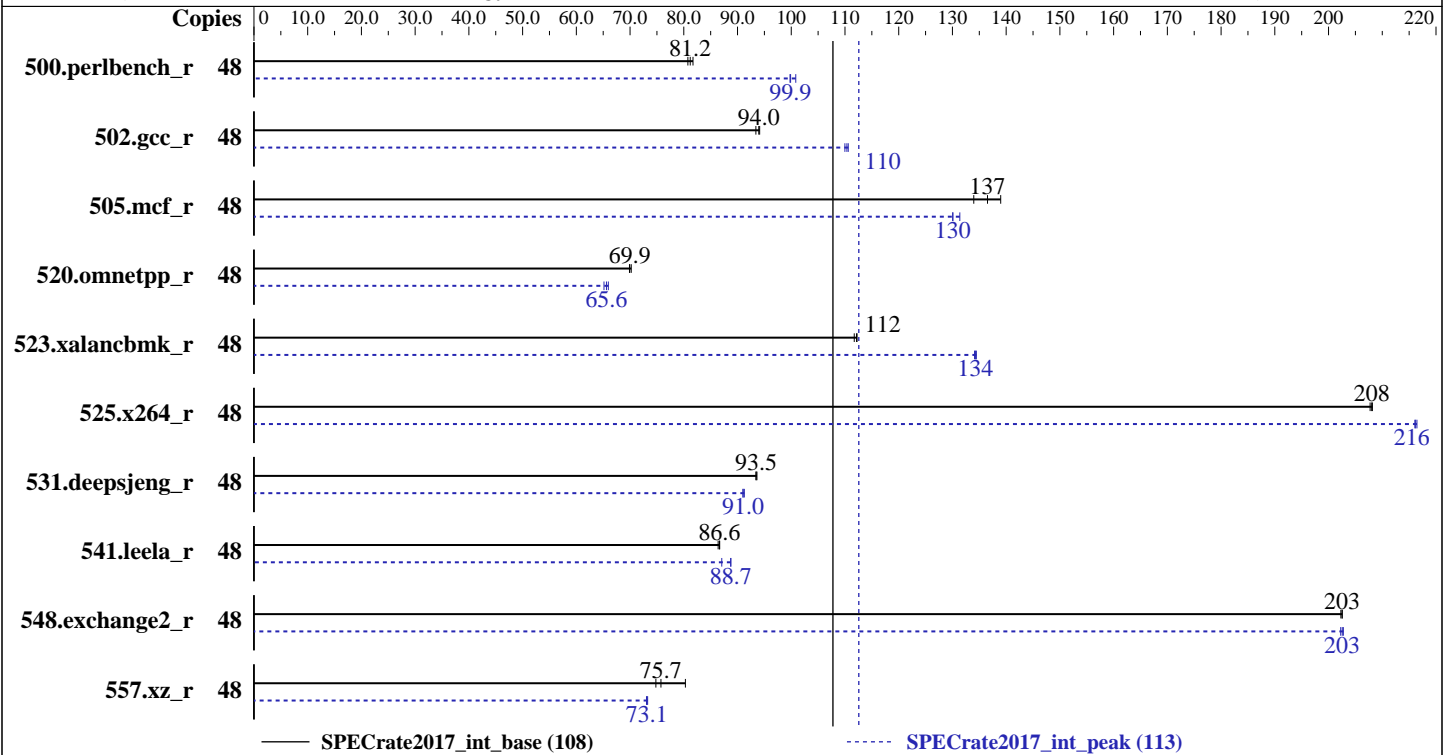 Copies 0 10.0 20.0 30.0 40.0 50.0 60.0 70.0 80.0 90.0 100 110 120 130 140 150 160 170 180 190 200 220
81.2
500.perlbench_r 48
99.9
94.0
502.gcc_r 48
110
137
505.mcf_r 48
130
69.9
520.omnetpp_r 48
65.6
112
523.xalancbmk_r 48
134
208
525.x264_r 48
216
93.5
531.deepsjeng_r 48
91.0
86.6
541.leela_r 48
88.7
203
548.exchange2_r 48
203
75.7
557.xz_r 48
73.1
SPECrate2017_int_base (108) SPECrate2017_int_peak (113)